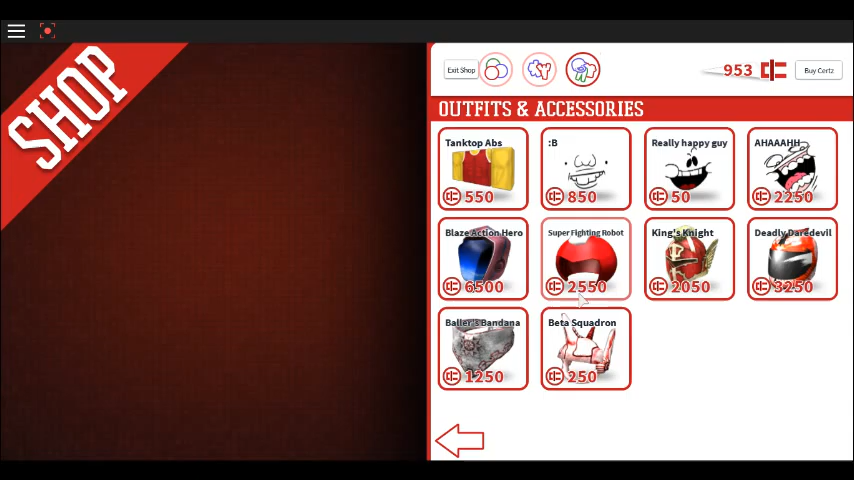 SHOP
Exit Shop
953
Buy Certz
OUTFITS & ACCESSORIES
Tanktop Abs
550
:B
850
Really happy guy
50
AHAAAHH
2250
Blaze Action Hero
6500
Super Fighting Robot
2550
King's Knight
2050
Deadly Daredevil
3250
Baller's Bandana
1250
Beta Squadron
250